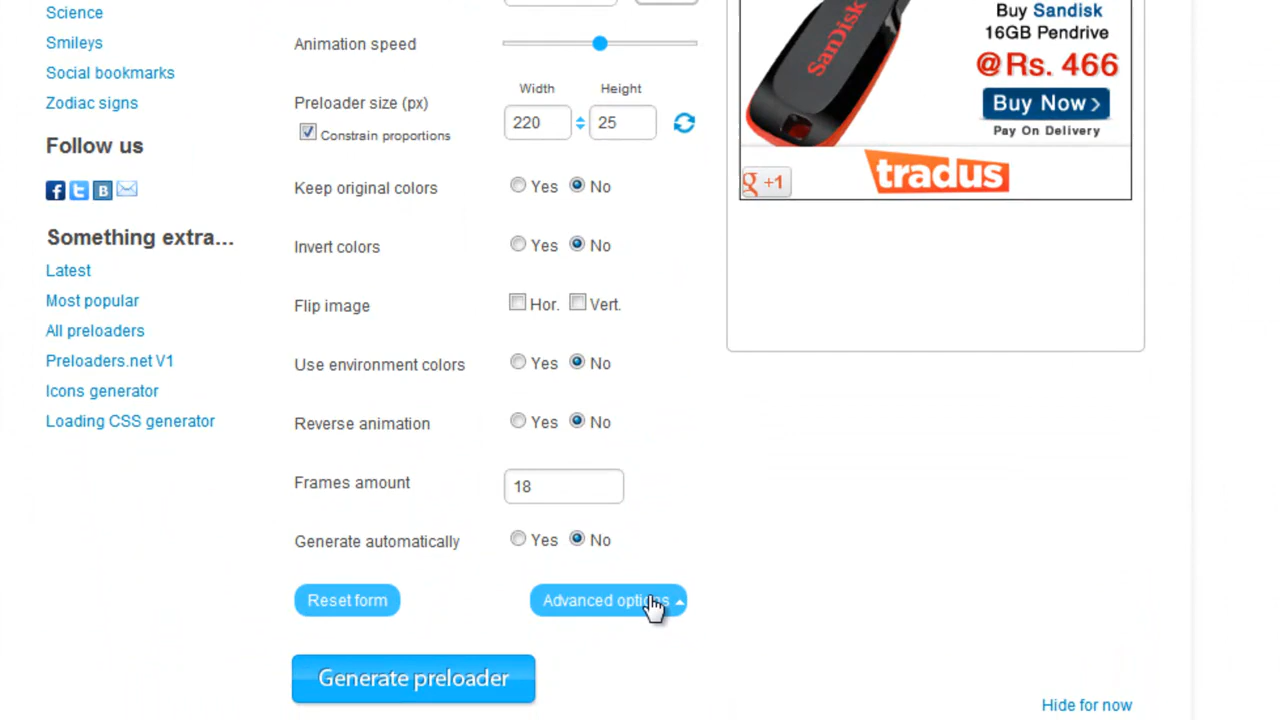 Science
Smileys
Social bookmarks
Zodiac signs
Follow us
Something extra...
Latest
Most popular
All preloaders
Preloaders.net V1
Icons generator
Loading CSS generator
Animation speed
Width Height
Preloader size (px) 220 25
Constrain proportions
Keep original colors Yes No
Invert colors Yes No
Flip image Hor. Vert.
Use environment colors Yes No
Reverse animation Yes No
Frames amount 18
Generate automatically Yes No
Reset form Advanced options
Generate preloader
SanDisk
Buy Sandisk
16GB Pendrive
@Rs. 466
Buy Now >
Pay On Delivery
g +1
tradus
Hide for now